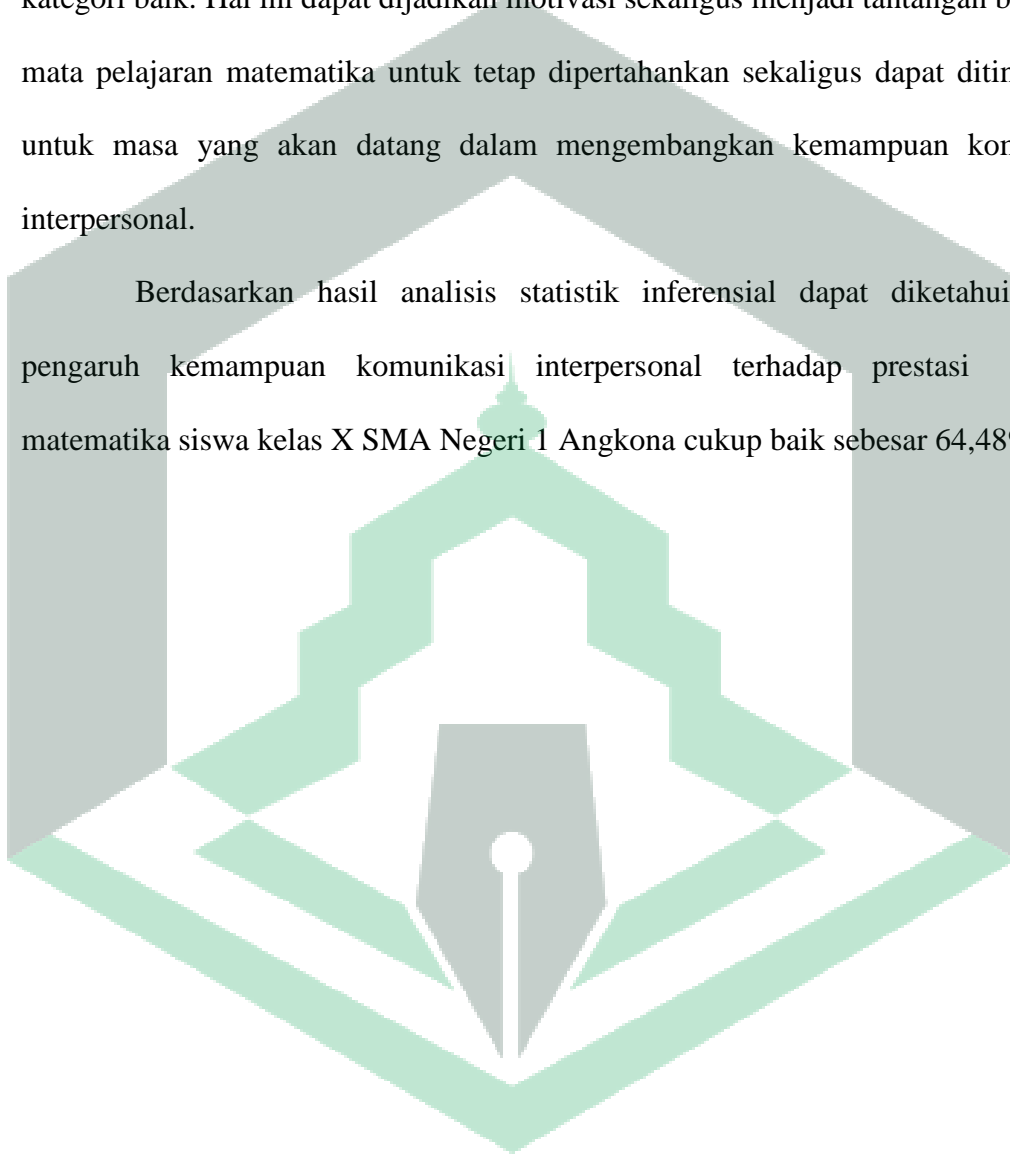 kategori baik. Hal ini dapat dijadikan motivasi sekaligus menjadi tantangan
mata pelajaran matematika untuk tetap dipertahankan sekaligus dapat
untuk masa yang akan datang dalam mengembangkan kemampuan
interpersonal.
Berdasarkan hasil analisis statistik inferensial dapat diketahui
pengaruh kemampuan komunikasi interpersonal terhadap prestasi
matematika siswa kelas X SMA Negeri 1 Angkona cukup baik sebesar 64,48